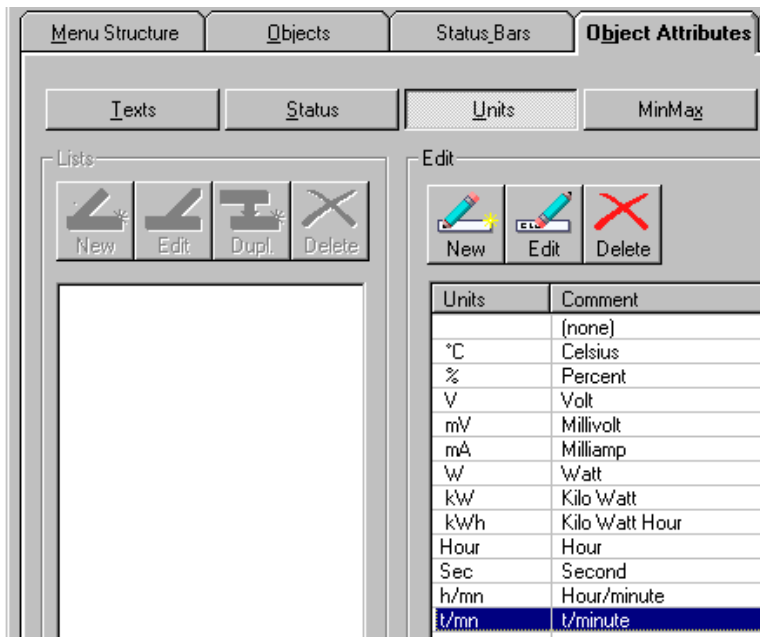 Menu Structure Objects Status_Bars Object Attributes
Texts Status Units MinMax
Lists Edit
New Edit Dupl. Delete New Edit Delete
Units Comment
(none)
°C Celsius
% Percent
V Volt
mV Millivolt
mA Milliamp
W Watt
kW Kilo Watt
kWh Kilo Watt Hour
Hour Hour
Sec Second
h/mn Hour/minute
t/mn t/minute